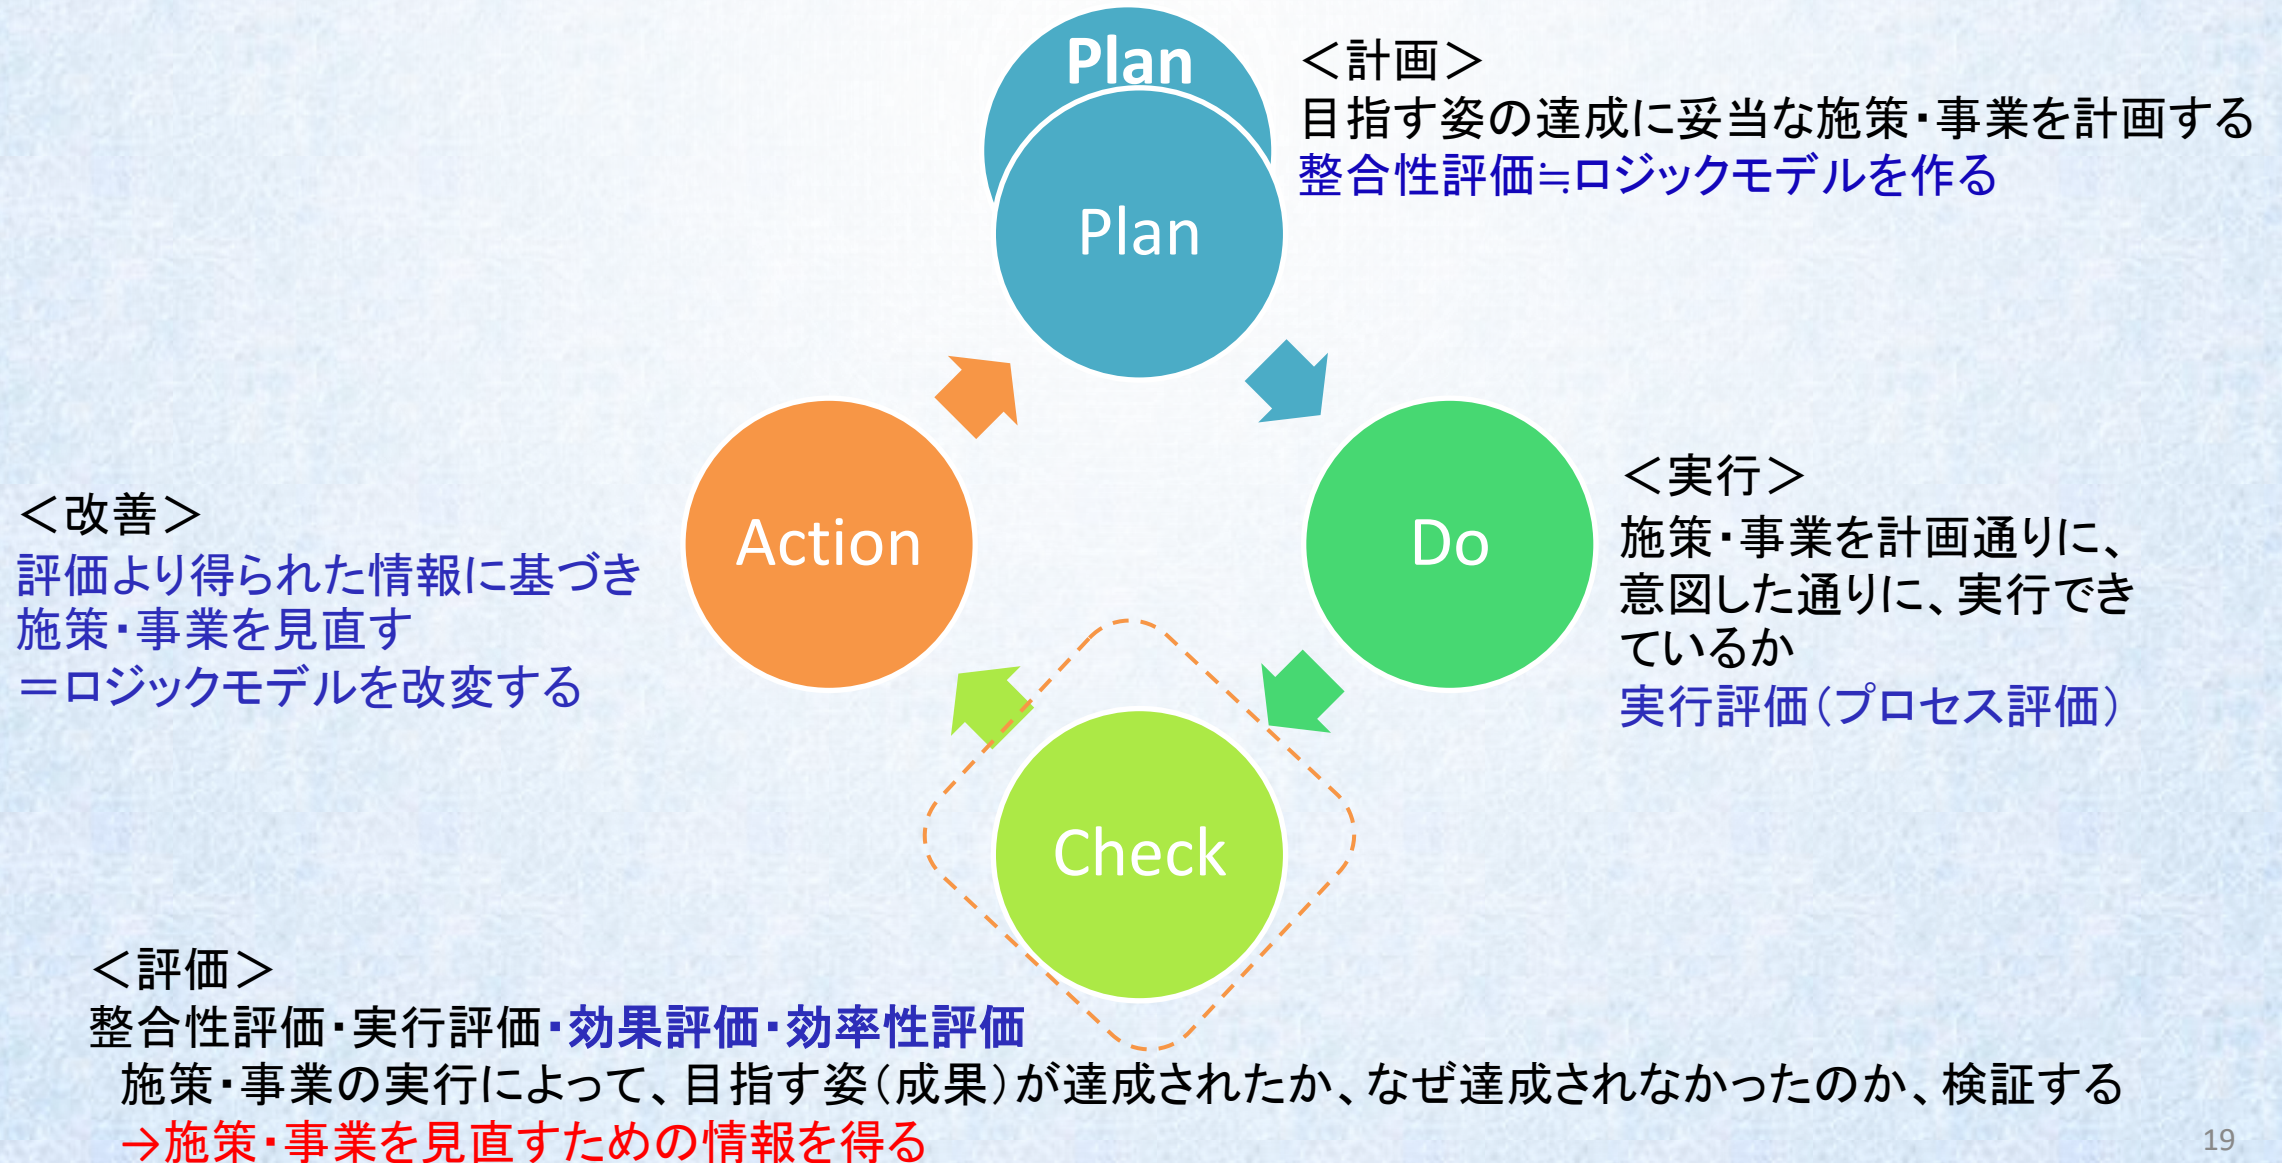 Plan
Plan
＜計画＞
目指す姿の達成に妥当な施策・事業を計画する
整合性評価≒ロジックモデルを作る
Do
＜実行＞
施策・事業を計画通りに、
意図した通りに、実行でき
ているか
実行評価（プロセス評価）
Action
＜改善＞
評価より得られた情報に基づき
施策・事業を見直す
＝ロジックモデルを改変する
Check
＜評価＞
整合性評価・実行評価・効果評価・効率性評価
施策・事業の実行によって、目指す姿（成果）が達成されたか、なぜ達成されなかったのか、検証する
→施策・事業を見直すための情報を得る
19